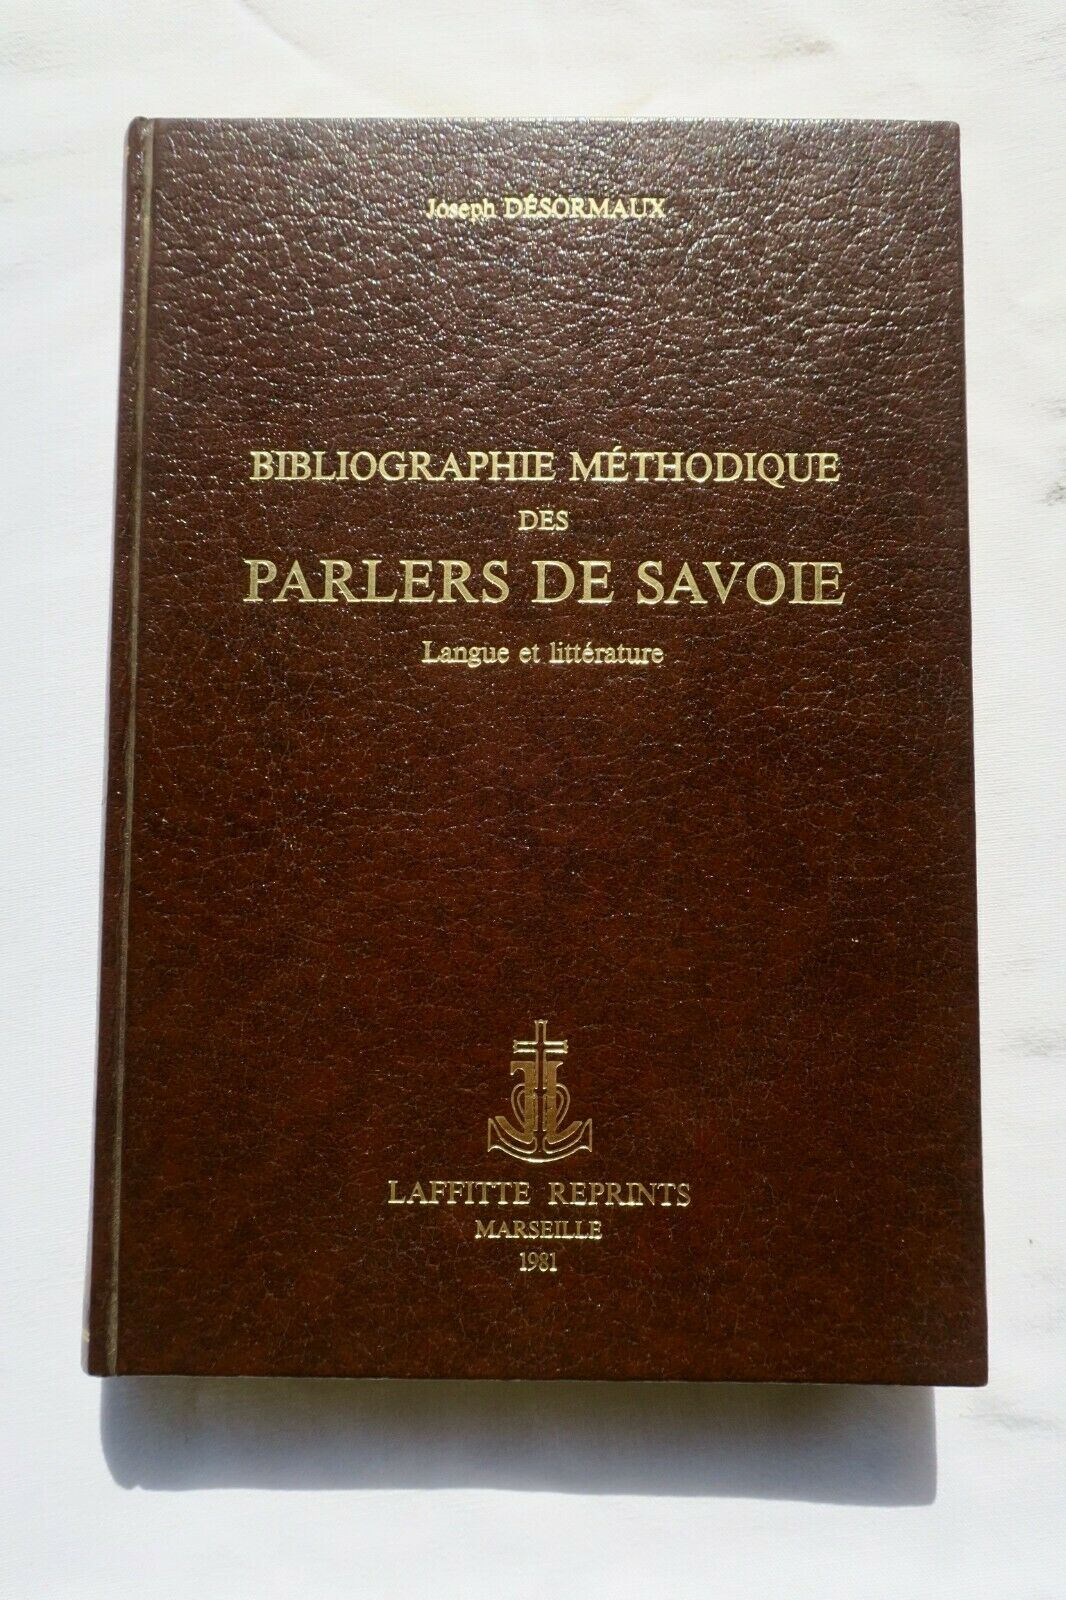 Joseph DÉSORMAUX
BIBLIOGRAPHIE MÉTHODIQUE
DES
PARLERS DE SAVOIE
Langue et littérature
LAFFITTE REPRINTS
MARSEILLE
1981